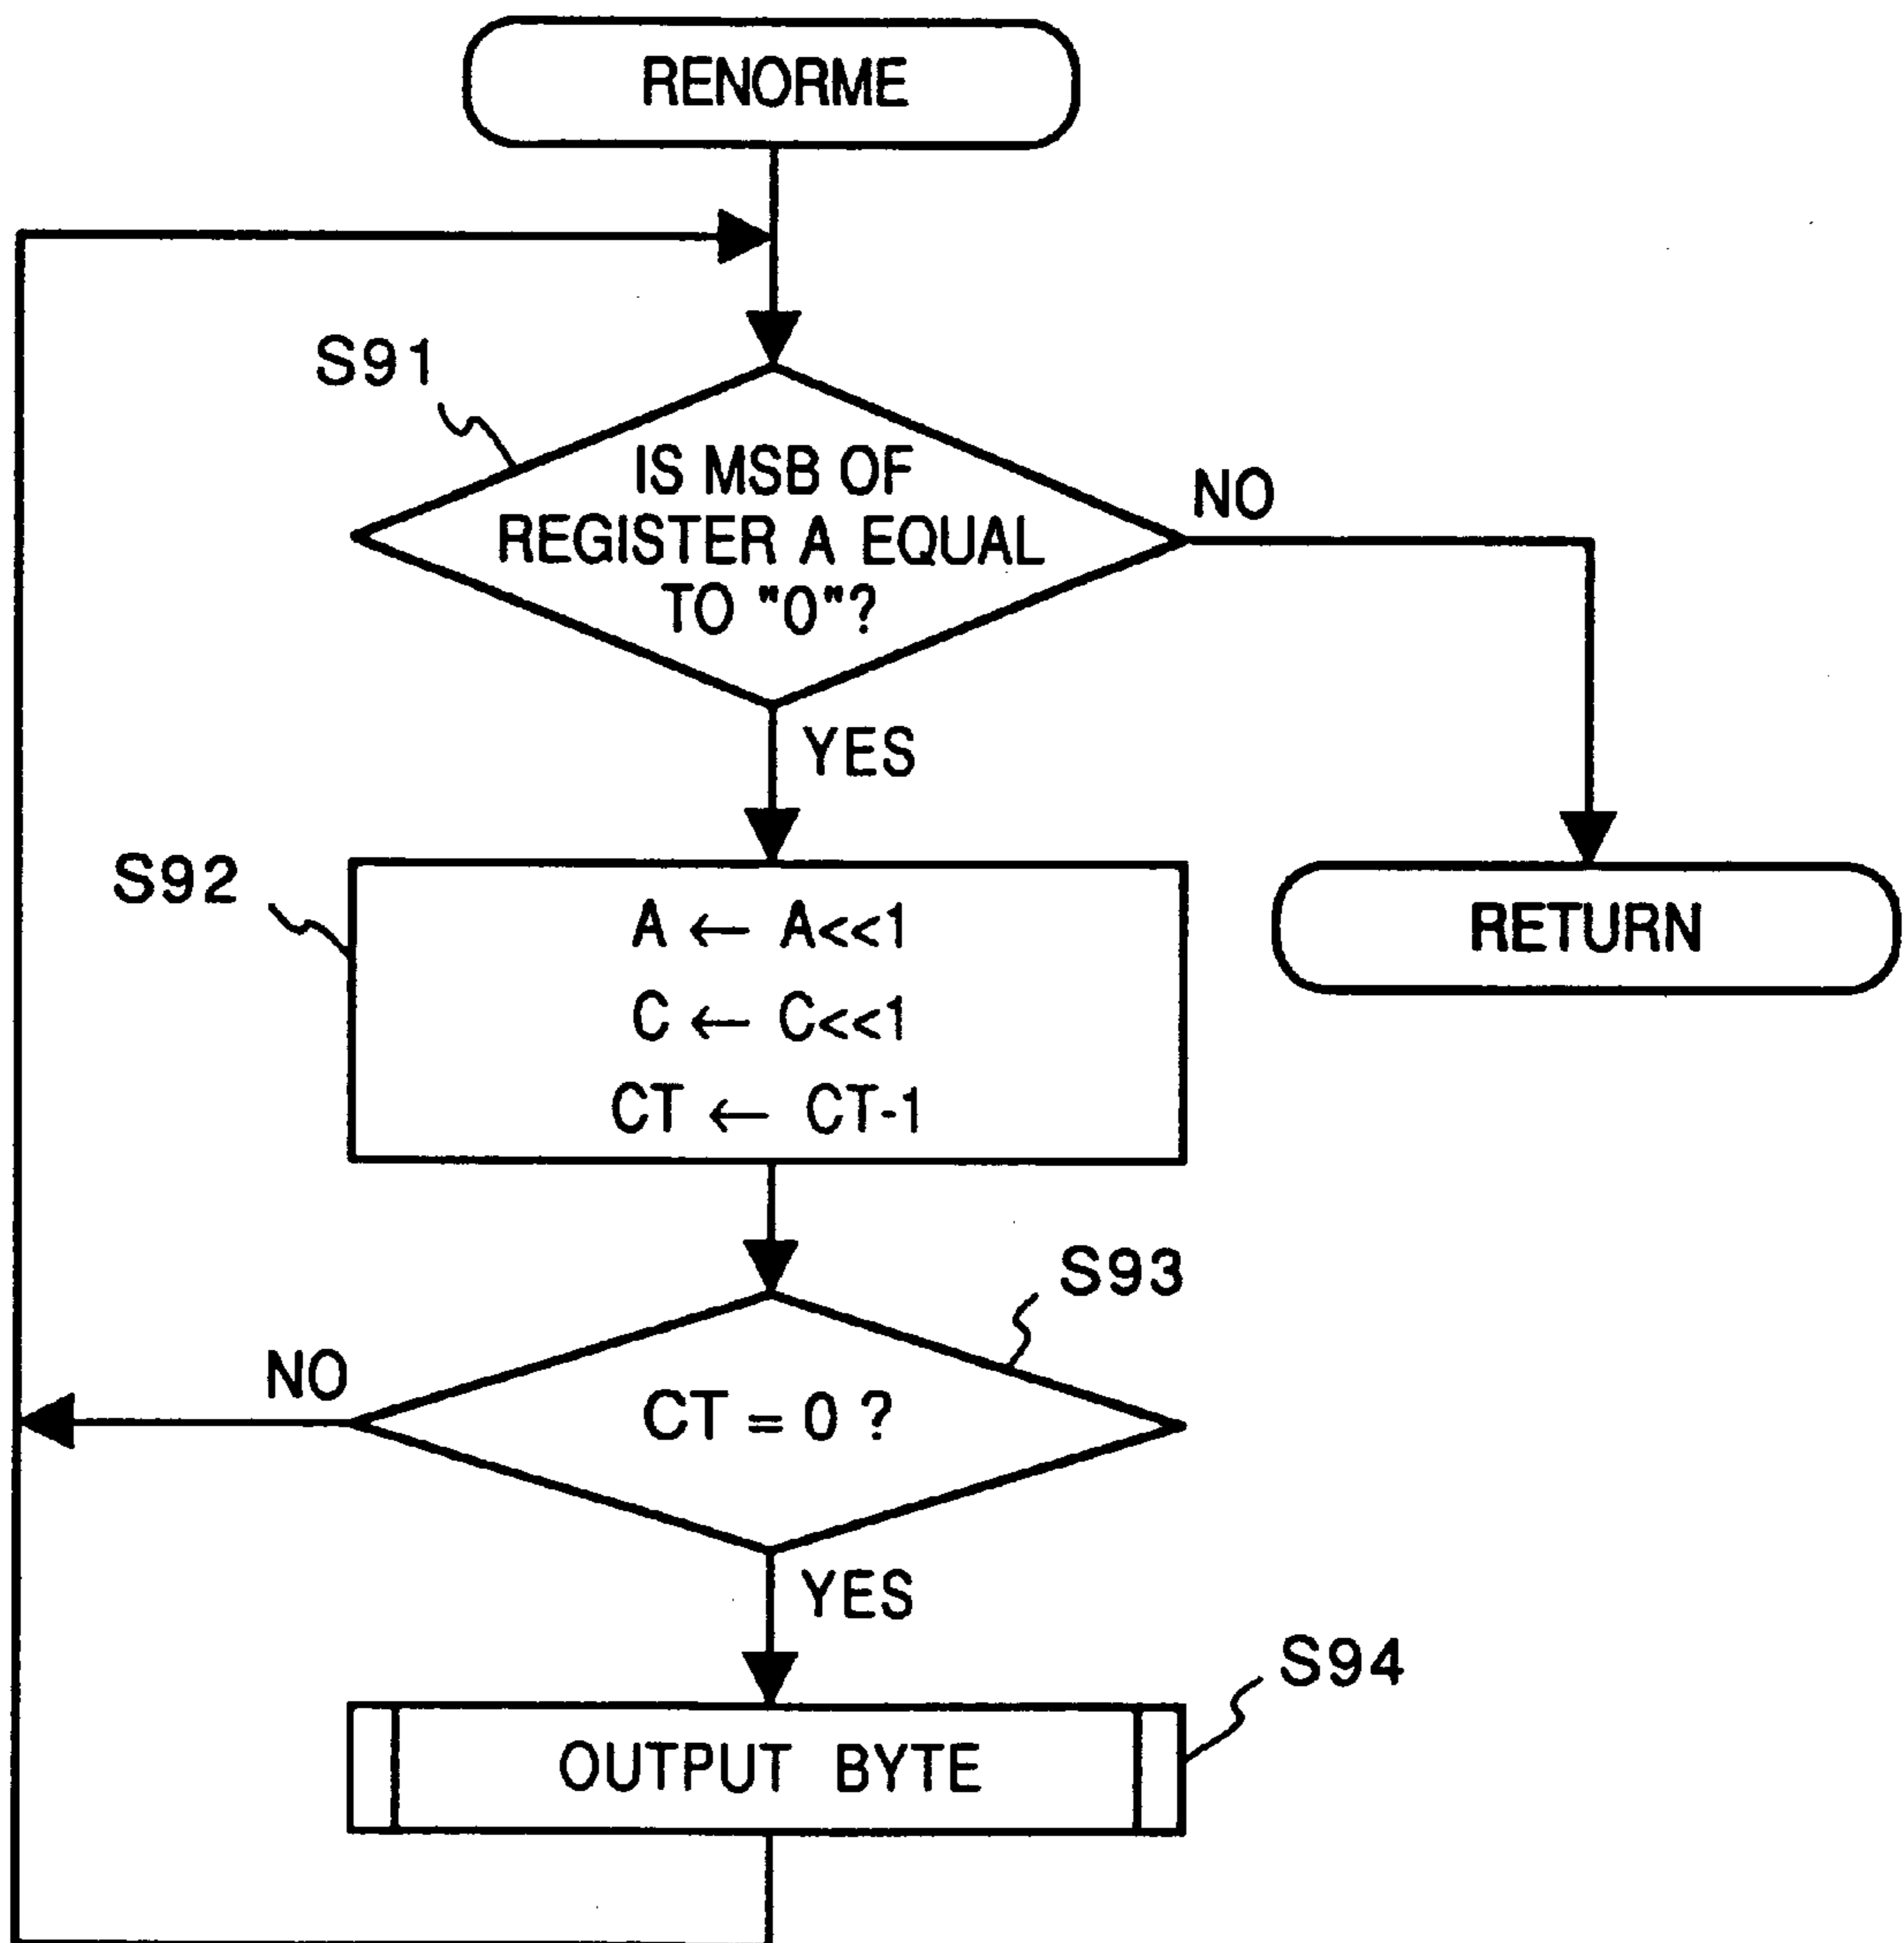 RENORME
S91
IS MSB OF
REGISTER A EQUAL
TO "0"?
NO
YES
S92
A ← A<<1
C ← C<<1
CT ← CT-1
RETURN
S93
NO
CT = 0 ?
YES
S94
OUTPUT BYTE